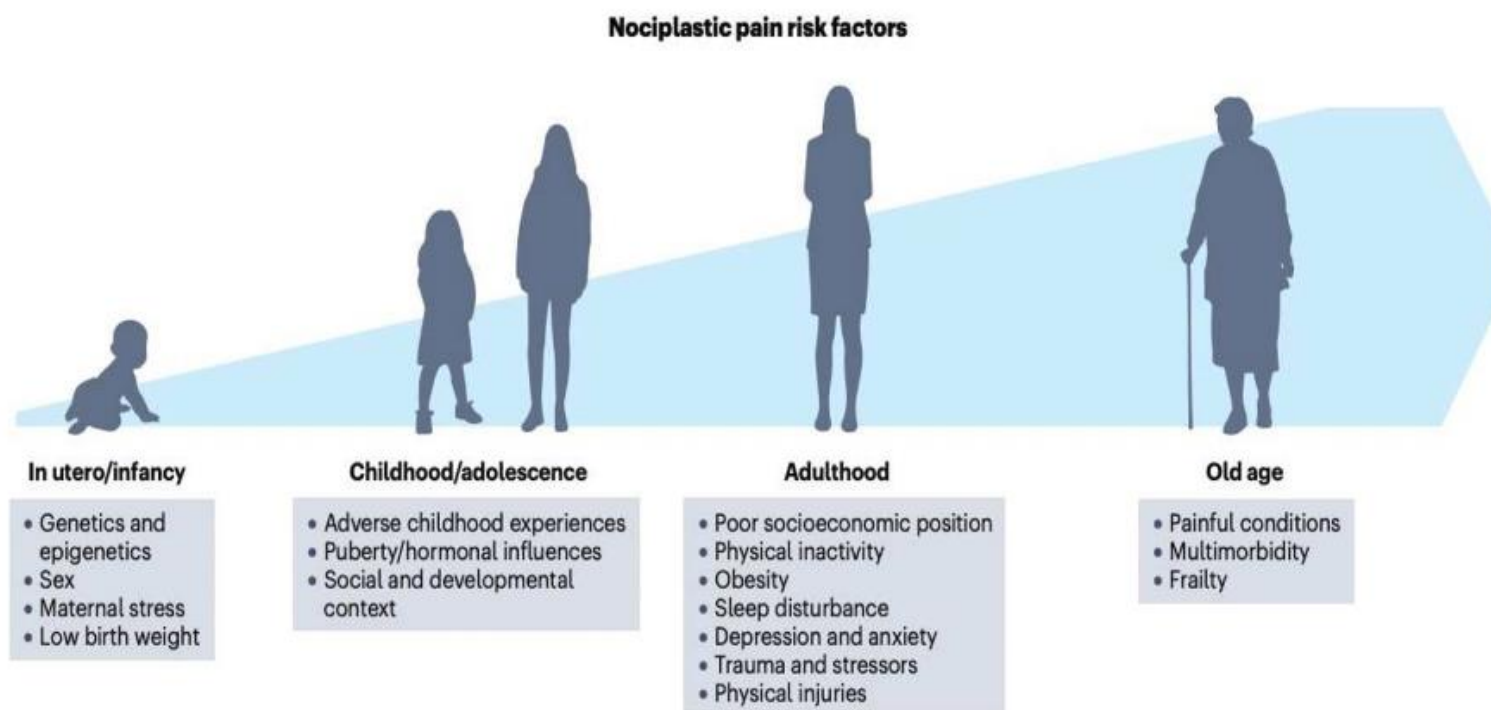 Nociplastic pain risk factors
In utero/infancy
• Genetics and
epigenetics
• Sex
• Maternal stress
• Low birth weight
Childhood/adolescence
• Adverse childhood experiences
• Puberty/hormonal influences
• Social and developmental
context
Adulthood
• Poor socioeconomic position
• Physical inactivity
• Obesity
• Sleep disturbance
• Depression and anxiety
• Trauma and stressors
• Physical injuries
Old age
• Painful conditions
• Multimorbidity
• Frailty